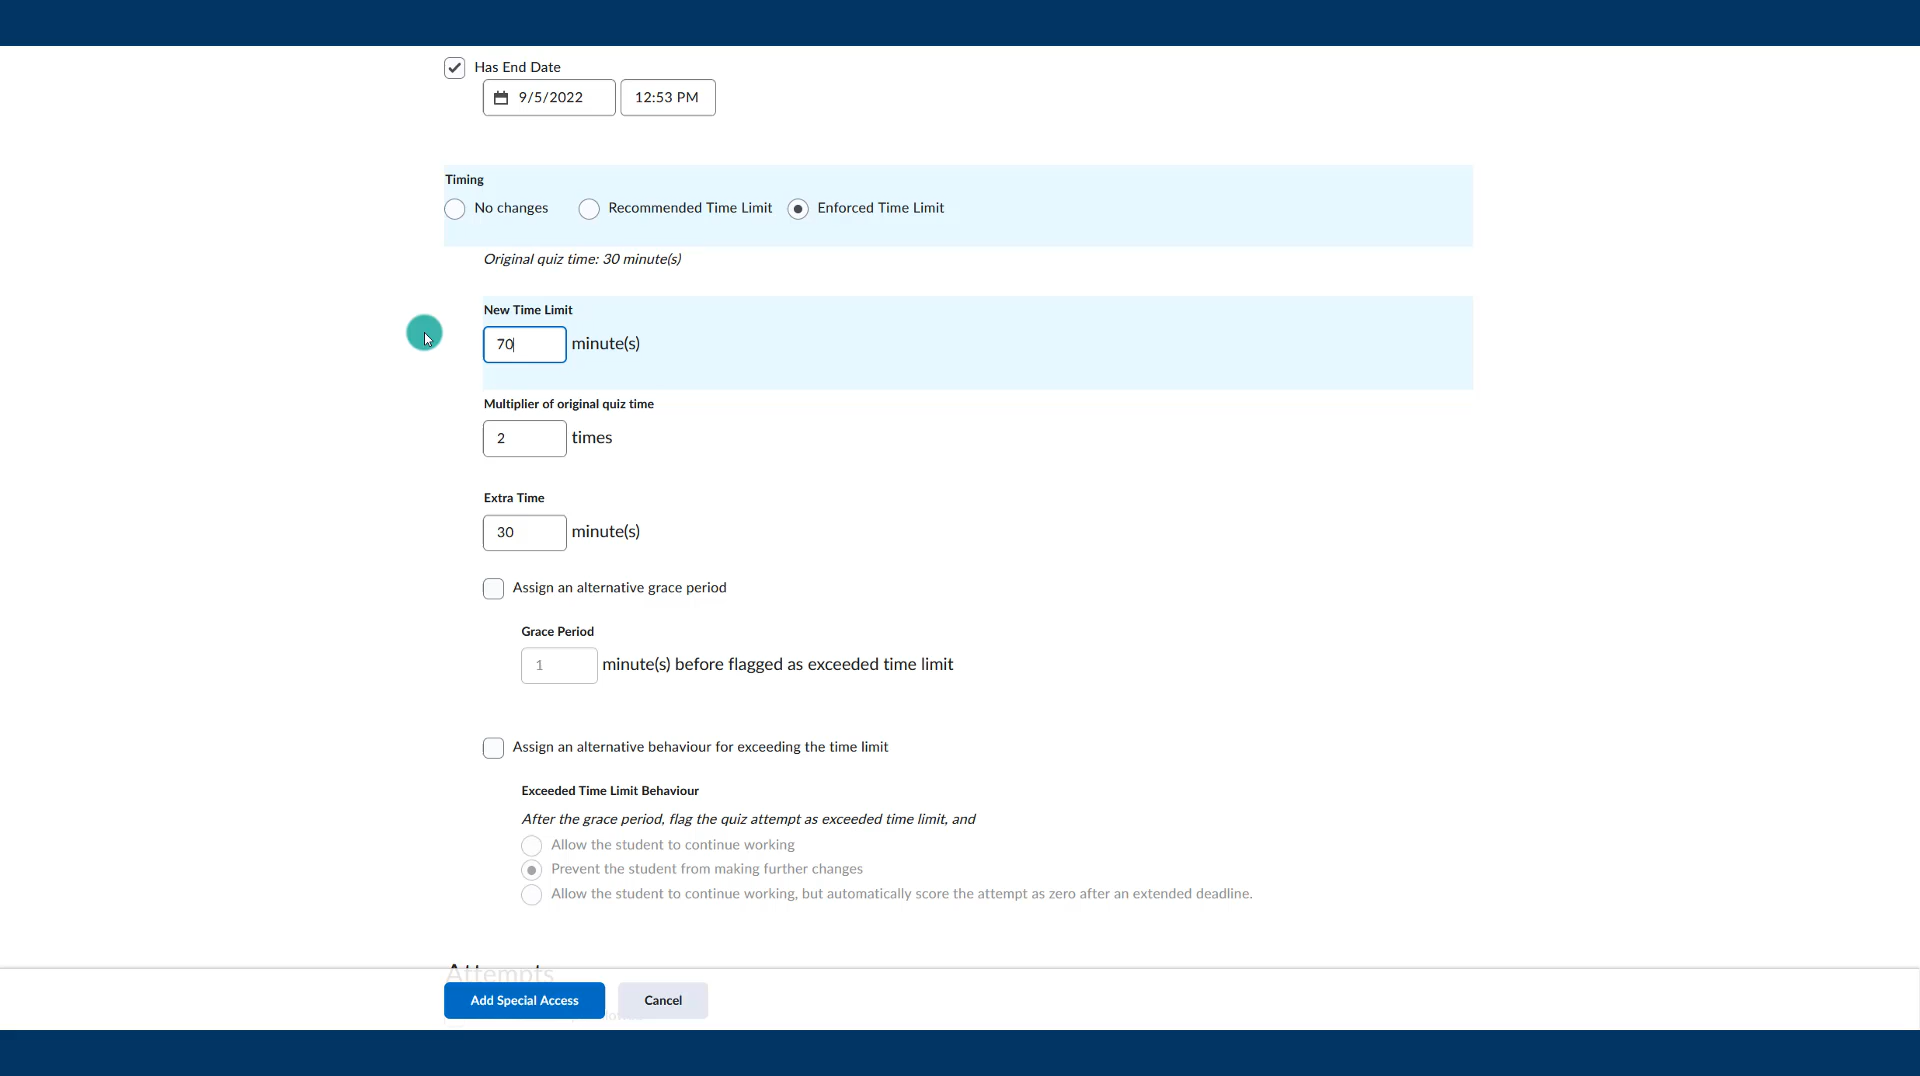 Has End Date
9/5/2022 12:53 PM
Timing
No changes Recommended Time Limit Enforced Time Limit
Original quiz time: 30 minute(s)
New Time Limit
70 minute(s)
Multiplier of original quiz time
2 times
Extra Time
30 minute(s)
Assign an alternative grace period
Grace Period
1 minute(s) before flagged as exceeded time limit
Assign an alternative behaviour for exceeding the time limit
Exceeded Time Limit Behaviour
After the grace period, flag the quiz attempt as exceeded time limit, and
Allow the student to continue working
Prevent the student from making further changes
Allow the student to continue working, but automatically score the attempt as zero after an extended deadline.
Attempts
Add Special Access Cancel